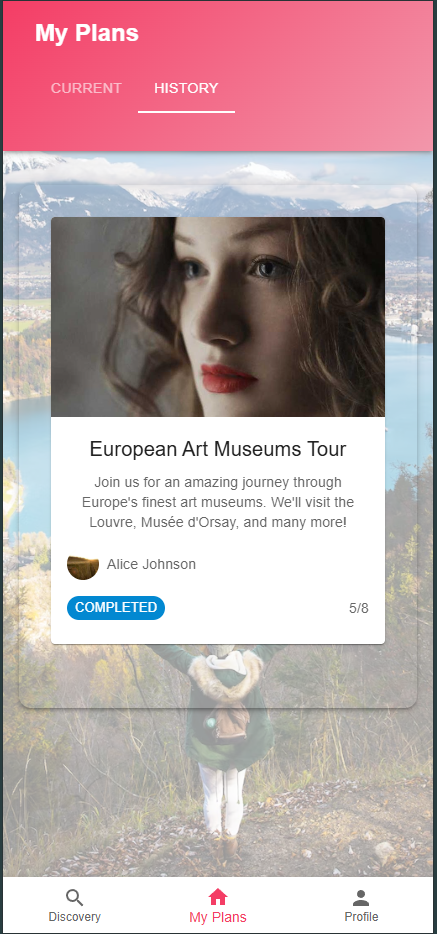 My Plans
CURRENT HISTORY
European Art Museums Tour
Join us for an amazing journey through
Europe's finest art museums. We'll visit the
Louvre, Musée d'Orsay, and many more!
Alice Johnson
COMPLETED 5/8
Discovery My Plans Profile